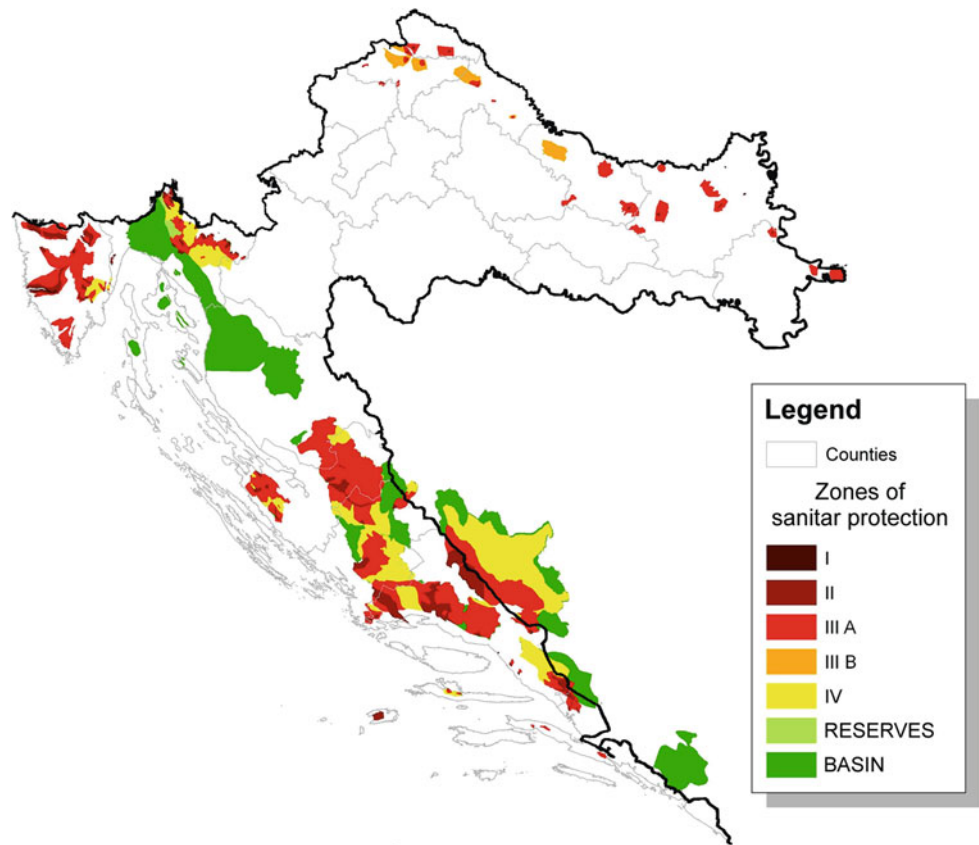 Legend
Counties
Zones of
sanitar protection
I
II
III A
III B
IV
RESERVES
BASIN